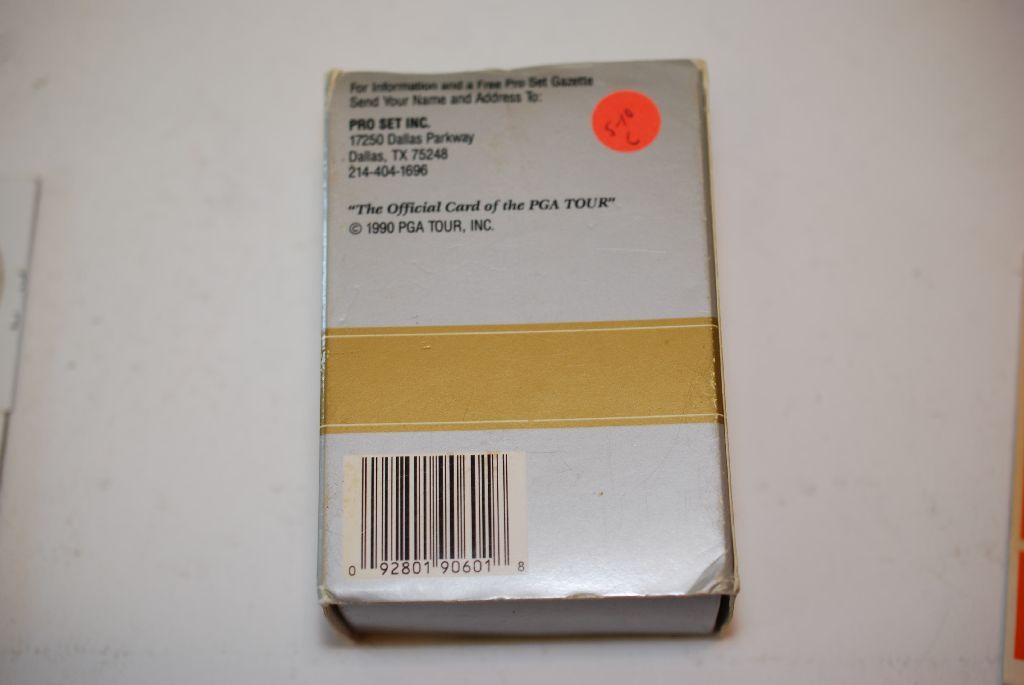 For Information and a Free Pro Set Gazette
Send Your Name and Address To:
PRO SET INC.
17250 Dallas Parkway
Dallas, TX 75248
214-404-1696
"The Official Card of the PGA TOUR"
© 1990 PGA TOUR, INC.
0 92801 90601 8